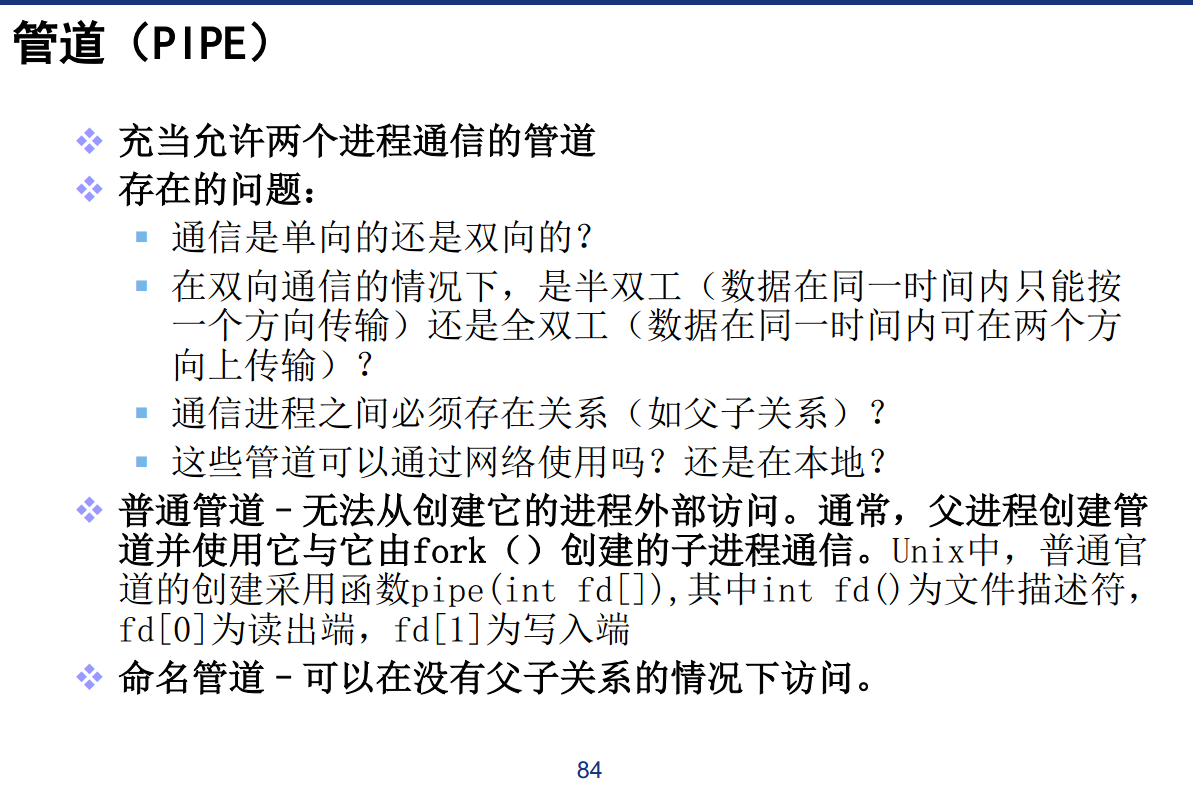 管道（PIPE）
充当允许两个进程通信的管道
存在的问题：
通信是单向的还是双向的？
在双向通信的情况下，是半双工（数据在同一时间内只能按
一个方向传输）还是全双工（数据在同一时间内可在两个方
向上传输）？
通信进程之间必须存在关系（如父子关系）？
这些管道可以通过网络使用吗？还是在本地？
普通管道–无法从创建它的进程外部访问。通常，父进程创建管
道并使用它与它由fork（）创建的子进程通信。Unix中，普通官
道的创建采用函数pipe(int fd[]),其中int fd()为文件描述符，
fd[0]为读出端，fd[1]为写入端
命名管道–可以在没有父子关系的情况下访问。
84